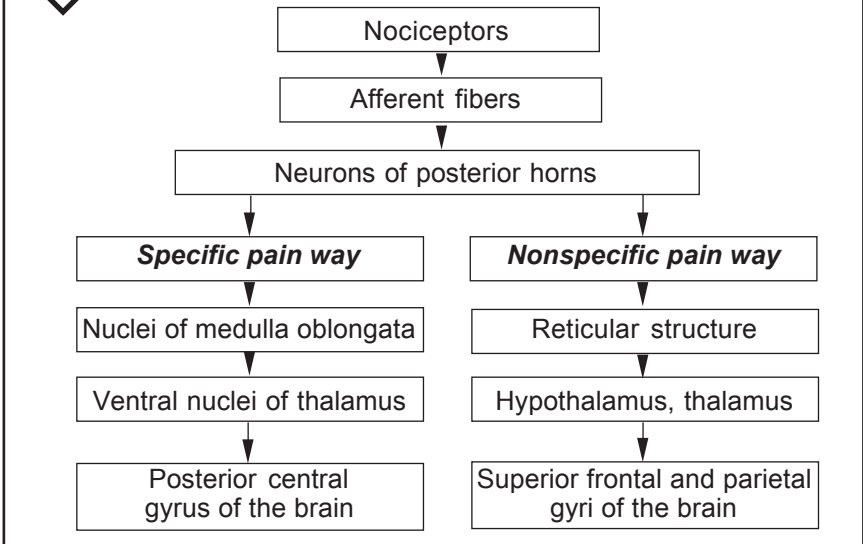 Nociceptors
Afferent fibers
Neurons of posterior horns
Specific pain way
Nuclei of medulla oblongata
Ventral nuclei of thalamus
Posterior central
gyrus of the brain
Nonspecific pain way
Reticular structure
Hypothalamus, thalamus
Superior frontal and parietal
gyri of the brain